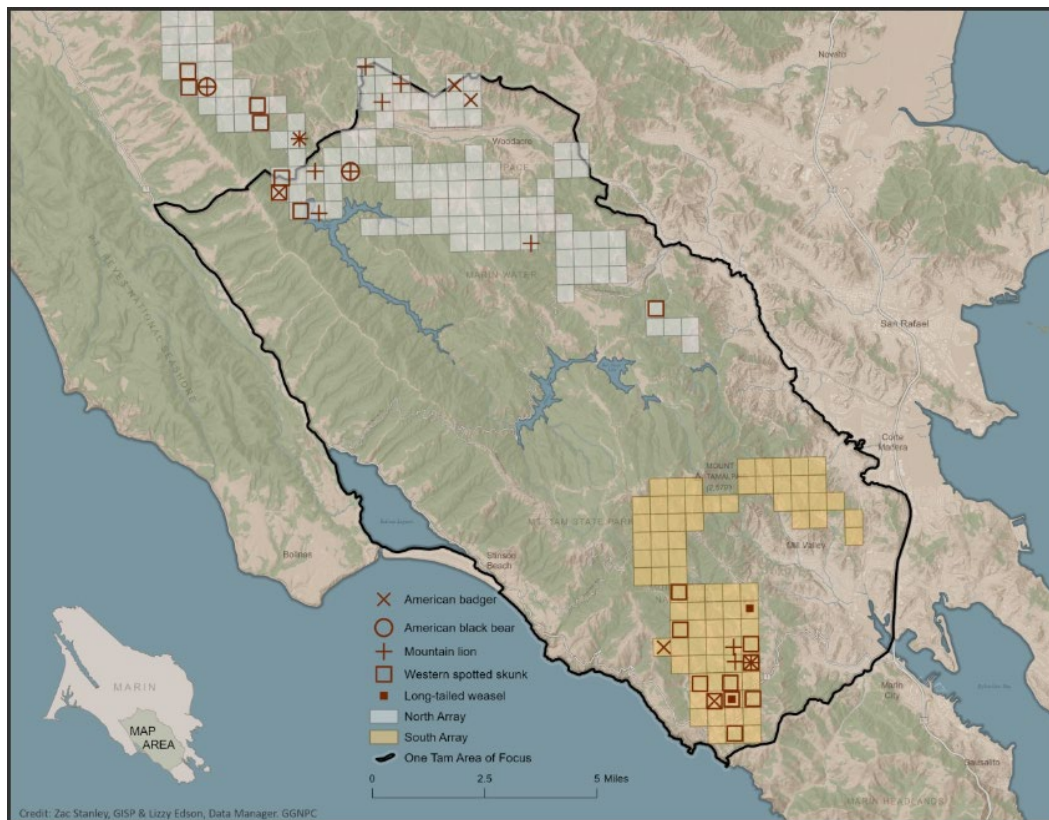 Novato
Woodacre
SPACE
MARIN WATER
San Rafael
Corte
Madera
MOUNT
TAMALPAIS
MT. TAM STATE PARK
Mill Valley
Bolinas
Stinson
Beach
American badger
American black bear
Mountain lion
Western spotted skunk
Long-tailed weasel
North Array
South Array
One Tam Area of Focus
0 2.5 5 Miles
MARIN
MAP
AREA
Marin
City
Sausalito
MARIN HEADLANDS
Credit: Zac Stanley, GISP & Lizzy Edson, Data Manager. GGNPC